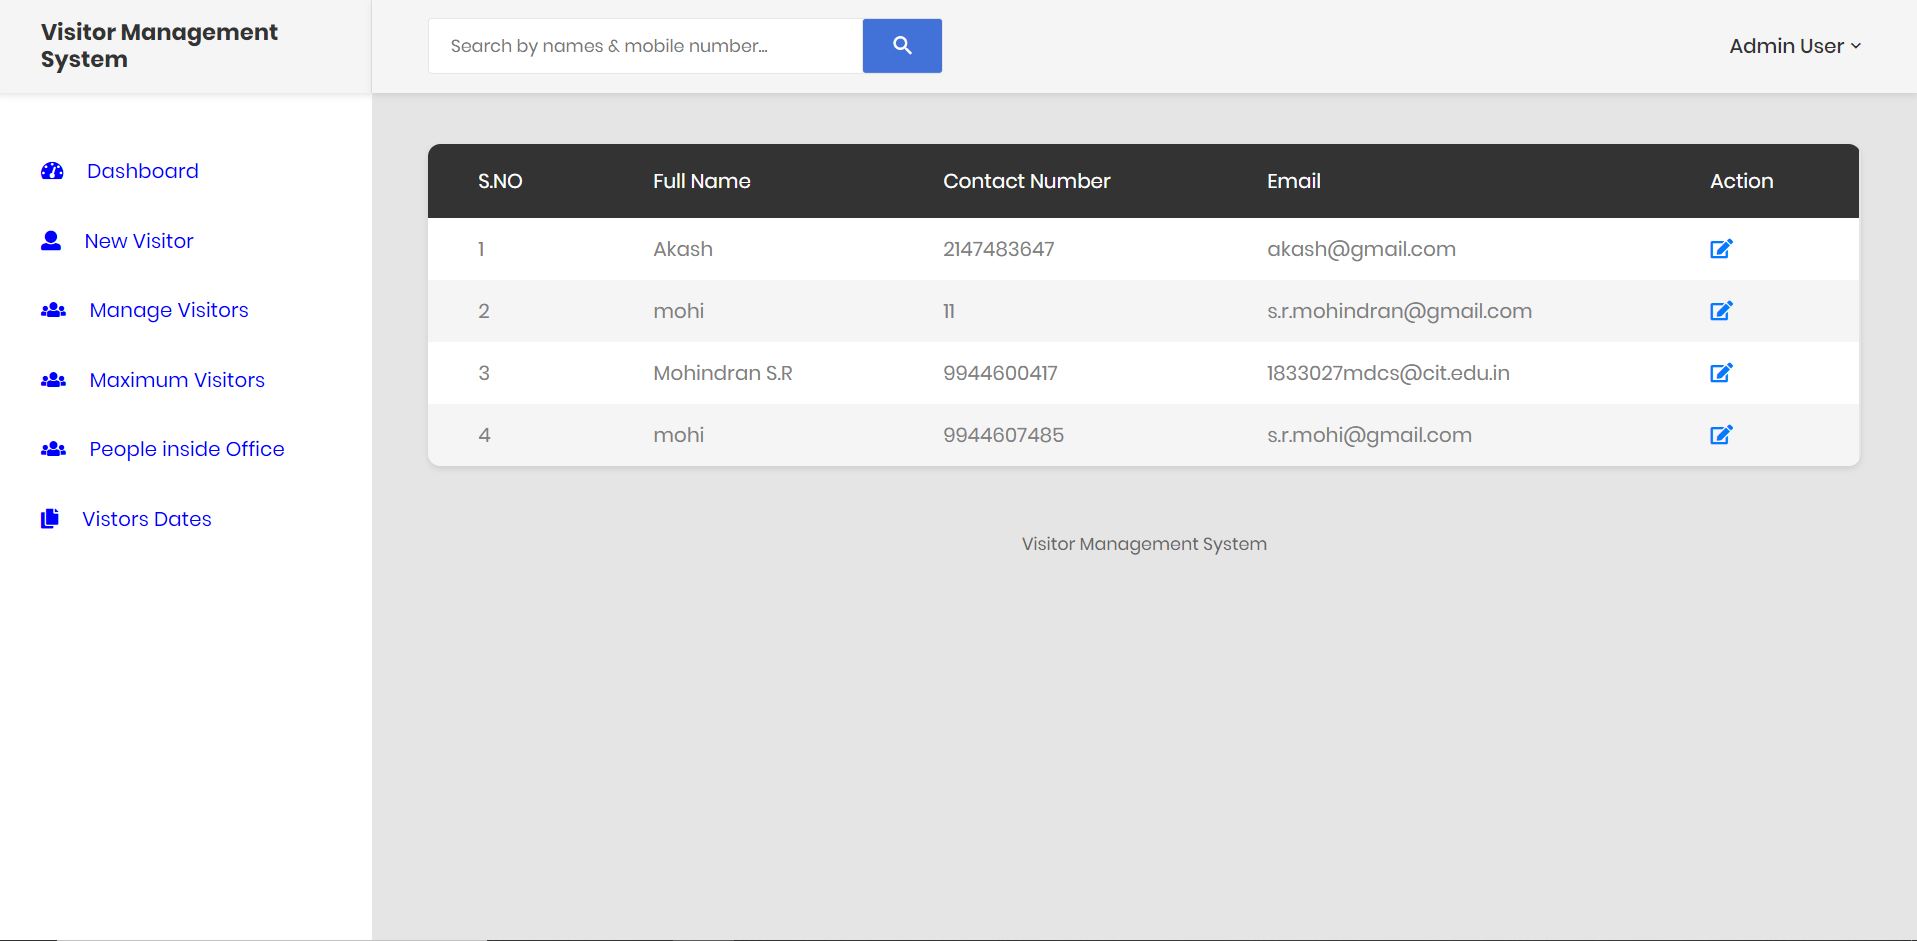 Visitor Management
System
Search by names & mobile number...
Admin User
Dashboard
New Visitor
Manage Visitors
Maximum Visitors
People inside Office
Vistors Dates
S.NO Full Name Contact Number Email Action
1 Akash 2147483647 akash@gmail.com
2 mohi 11 s.r.mohindran@gmail.com
3 Mohindran S.R 9944600417 1833027mdcs@cit.edu.in
4 mohi 9944607485 s.r.mohi@gmail.com
Visitor Management System